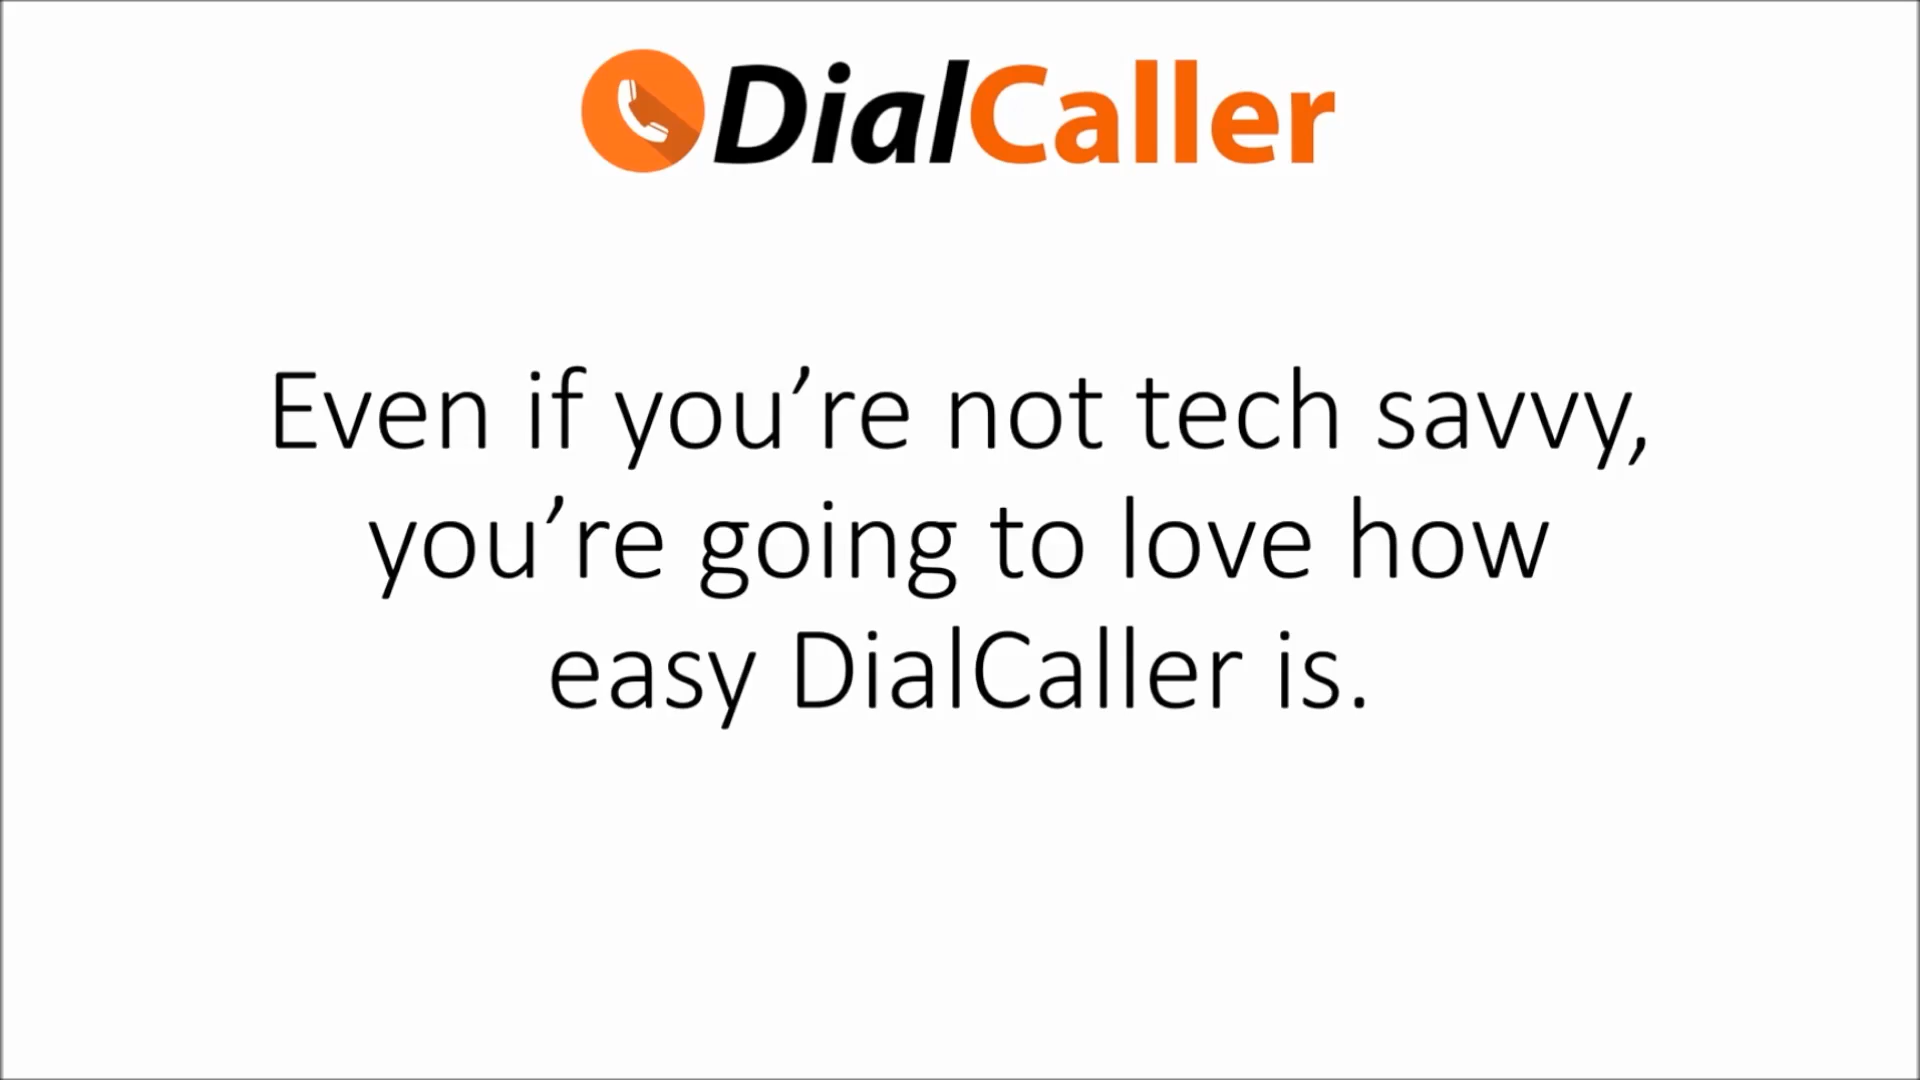 DialCaller
Even if you’re not tech savvy,
you’re going to love how
easy DialCaller is.